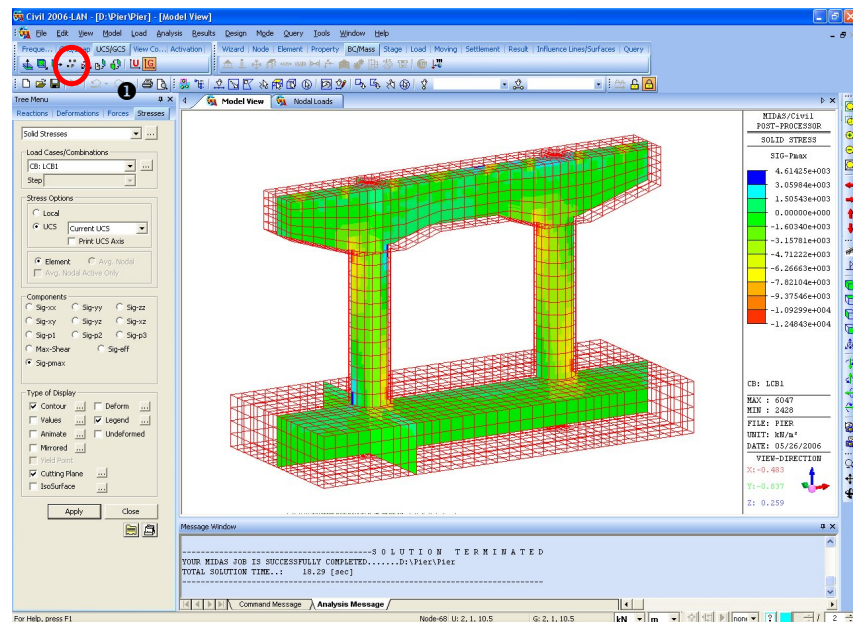 Civil 2006-LAN - [D:\Pier\Pier] - [Model View]
File Edit View Model Load Analysis Results Design Mode Query Tools Window Help
Freque... UCS/GCS View Co... Activation Wizard Node Element Property BC/Mass Stage Load Moving Settlement Result Influence Lines/Surfaces Query
1
Tree Menu
Model View Nodal Loads
Reactions Deformations Forces Stresses
Solid Stresses
Load Cases/Combinations
CB: LCB1
Step
Stress Options
Local
UCS Current UCS
Print UCS Axis
Element Avg. Nodal
Avg. Nodal Active Only
Components
Sig-xx Sig-yy Sig-zz
Sig-xy Sig-yz Sig-xz
Sig-p1 Sig-p2 Sig-p3
Max-Shear Sig-eff
Sig-pmax
Type of Display
Contour ... Deform ...
Values ... Legend ...
Animate ... Undeformed
Mirrored ...
Yield Point
Cutting Plane ...
IsoSurface ...
Apply Close
MIDAS/Civil
POST-PROCESSOR
SOLID STRESS
SIG-Pmax
4.61425e+003
3.05984e+003
1.50543e+003
0.00000e+000
-1.60340e+003
-3.15781e+003
-4.71222e+003
-6.26663e+003
-7.82104e+003
-9.37546e+003
-1.09299e+004
-1.24843e+004
CB: LCB1
MAX : 6047
MIN : 2428
FILE: PIER
UNIT: kN/m²
DATE: 05/26/2006
VIEW-DIRECTION
X:-0.483
Y:-0.837
Z: 0.259
Message Window
SOLUTION TERMINATED
YOUR MIDAS JOB IS SUCCESSFULLY COMPLETED.......D:\Pier\Pier
TOTAL SOLUTION TIME..: 18.29 [sec]
Command Message Analysis Message
For Help, press F1
Node-68 U: 2, 1, 10.5 G: 2, 1, 10.5 kN m non 2